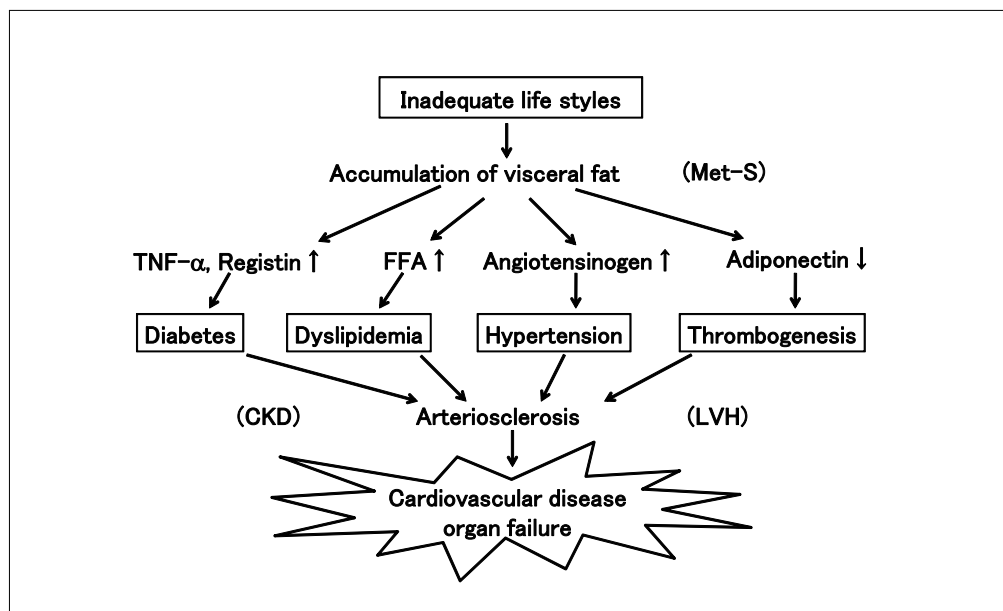 Inadequate life styles
Accumulation of visceral fat (Met-S)
TNF-α, Registin ↑ FFA ↑ Angiotensinogen ↑ Adiponectin ↓
Diabetes Dyslipidemia Hypertension Thrombogenesis
(CKD) Arteriosclerosis (LVH)
Cardiovascular disease
organ failure